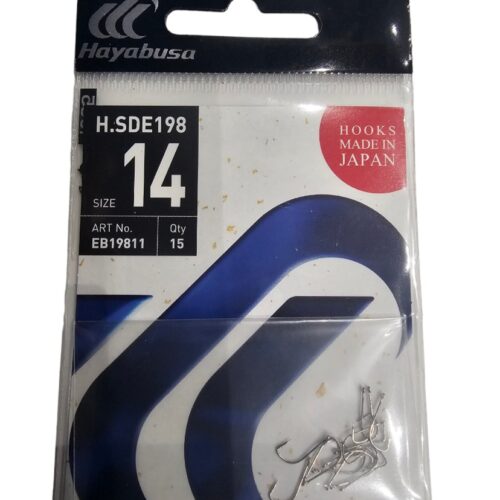 Hayabusa
H.SDE198
SIZE 14
ART No. Qty
EB19811 15
HOOKS
MADE IN
JAPAN